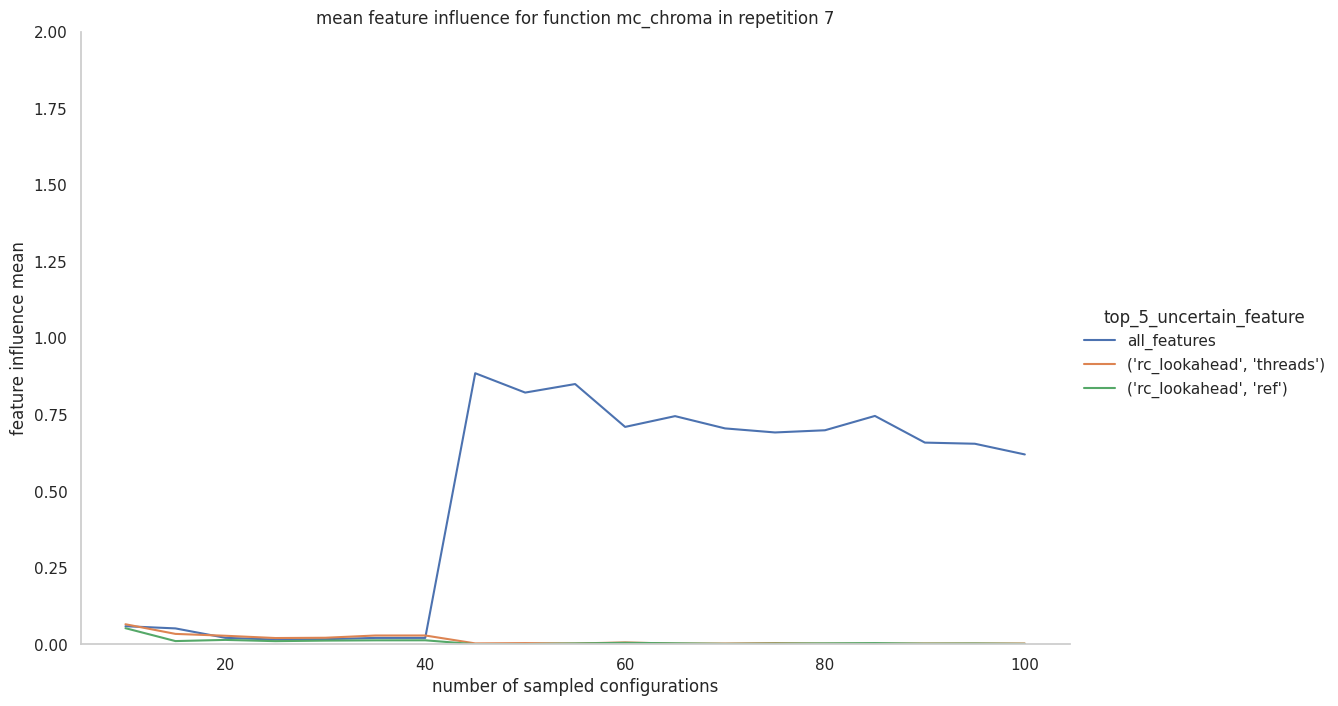 mean feature influence for function mc_chroma in repetition 7
2.00
1.75
1.50
1.25
1.00
0.75
0.50
0.25
0.00
feature influence mean
20
40
60
80
100
number of sampled configurations
top_5_uncertain_feature
all_features
('rc_lookahead', 'threads')
('rc_lookahead', 'ref')